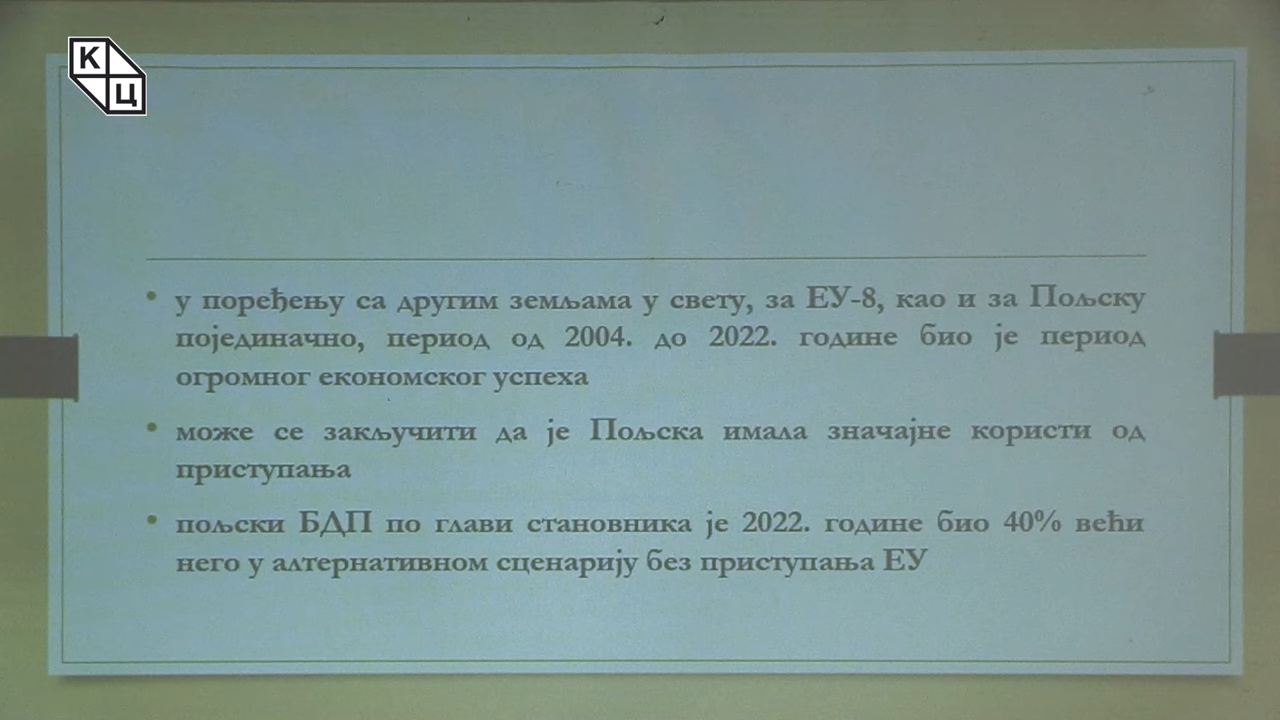 К
Ц
• у поређењу са другим земљама у свету, за ЕУ-8, као и за Пољску
појединачно, период од 2004. до 2022. године био је период
огромног економског успеха
• може се закључити да је Пољска имала значајне користи од
приступања
• пољски БДП по глави становника је 2022. године био 40% већи
него у алтернативном сценарију без приступања ЕУ